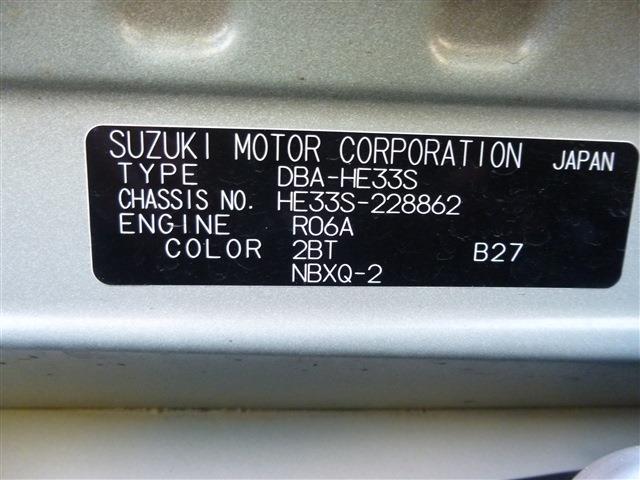 SUZUKI MOTOR CORPORATION JAPAN
TYPE DBA-HE33S
CHASSIS NO. HE33S-228862
ENGINE R06A
COLOR 2BT B27
NBXQ-2